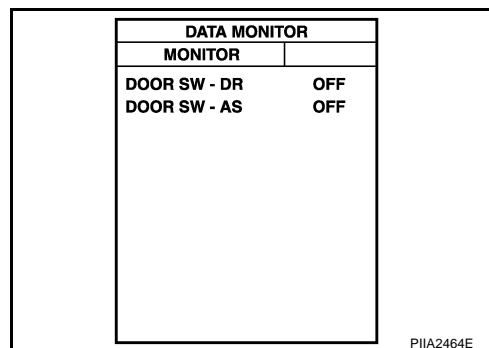 DATA MONITOR
MONITOR
DOOR SW - DR OFF
DOOR SW - AS OFF
PIIA2464E